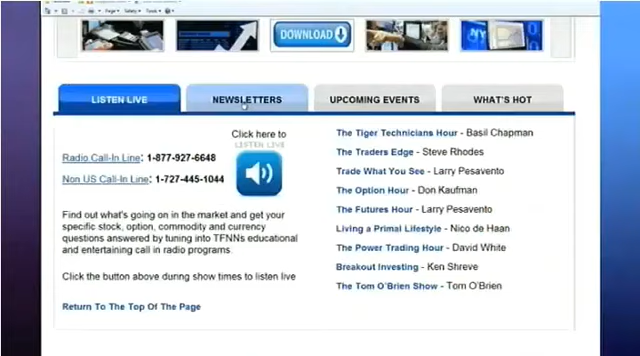 Page Safety Tools
DOWNLOAD
NY
LISTEN LIVE
NEWSLETTERS
UPCOMING EVENTS
WHAT'S HOT
Click here to
LISTEN LIVE
Radio Call-In Line: 1-877-927-6648
Non US Call-In Line: 1-727-445-1044
Find out what's going on in the market and get your
specific stock, option, commodity and currency
questions answered by tuning into TFNN's educational
and entertaining call in radio programs.
Click the button above during show times to listen live
Return To The Top Of The Page
The Tiger Technicians Hour - Basil Chapman
The Traders Edge - Steve Rhodes
Trade What You See - Larry Pesavento
The Option Hour - Don Kaufman
The Futures Hour - Larry Pesavento
Living a Primal Lifestyle - Nico de Haan
The Power Trading Hour - David White
Breakout Investing - Ken Shreve
The Tom O'Brien Show - Tom O'Brien